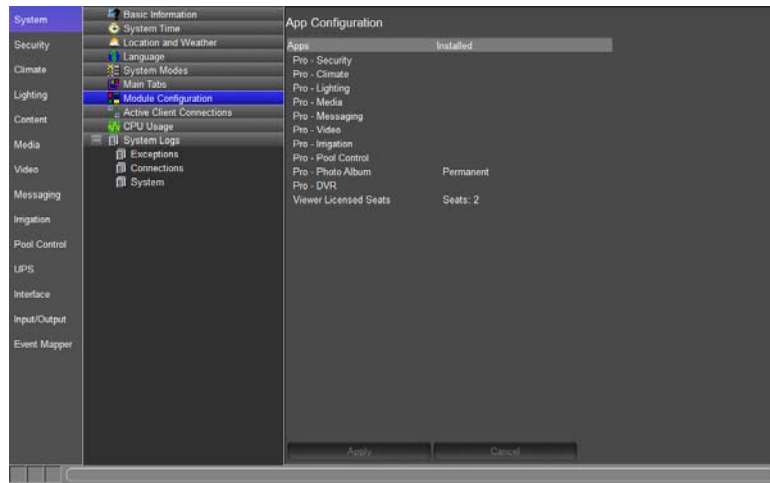 System
Security
Climate
Lighting
Content
Media
Video
Messaging
Irrigation
Pool Control
UPS
Interface
Input/Output
Event Mapper
Basic Information
System Time
Location and Weather
Language
System Modes
Main Tabs
Module Configuration
Active Client Connections
CPU Usage
System Logs
Exceptions
Connections
System
App Configuration
Apps Installed
Pro - Security
Pro - Climate
Pro - Lighting
Pro - Media
Pro - Messaging
Pro - Video
Pro - Irrigation
Pro - Pool Control
Pro - Photo Album Permanent
Pro - DVR
Viewer Licensed Seats Seats: 2
Apply Cancel